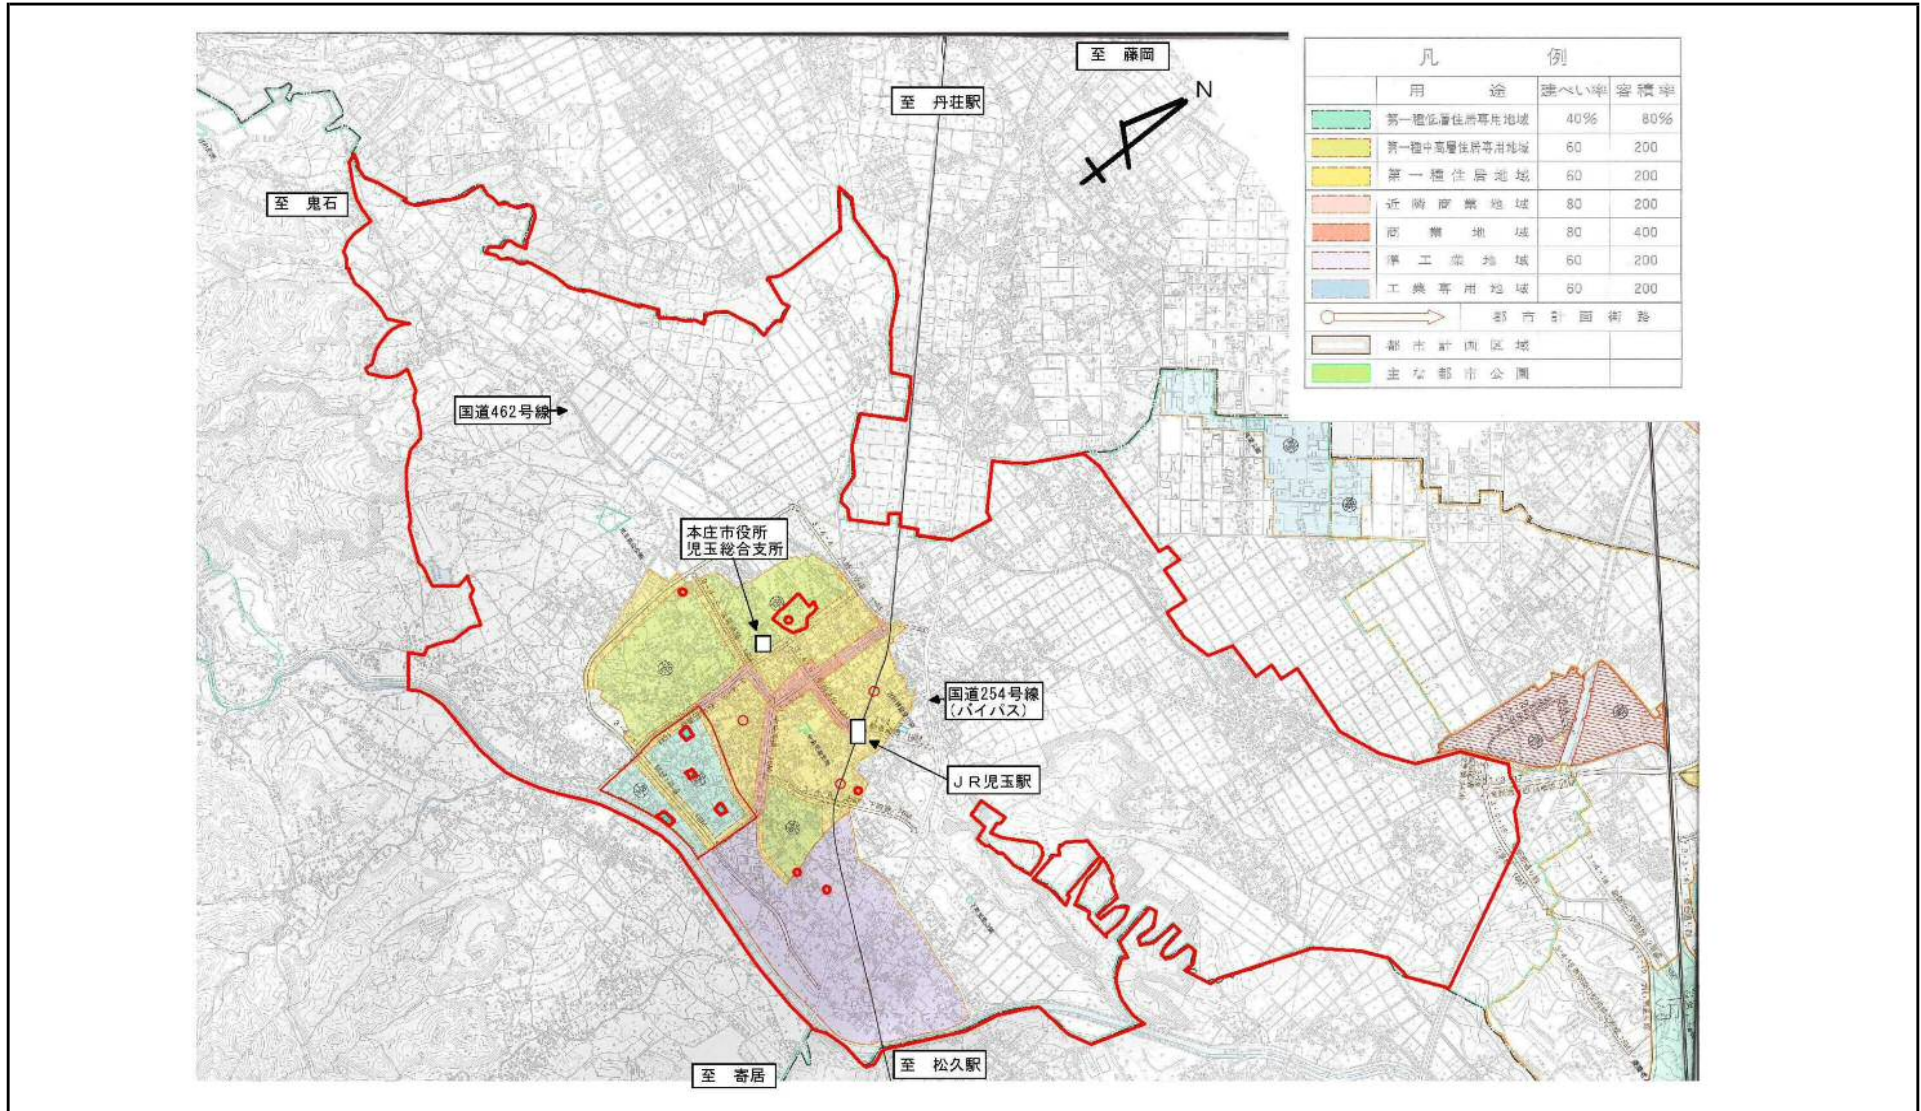 至 藤岡
至 丹荘駅
N
至 鬼石
凡 例
用 途 建ぺい率 容積率
第一種低層住居専用地域 40% 80%
第一種中高層住居専用地域 60 200
第一種住居地域 60 200
近隣商業地域 80 200
商業地域 80 400
準工業地域 60 200
工業専用地域 60 200
都市計画街路
都市計画区域
主な都市公園
国道462号線
本庄市役所
児玉総合支所
国道254号線
(バイパス)
JR児玉駅
至 松久駅
至 寄居